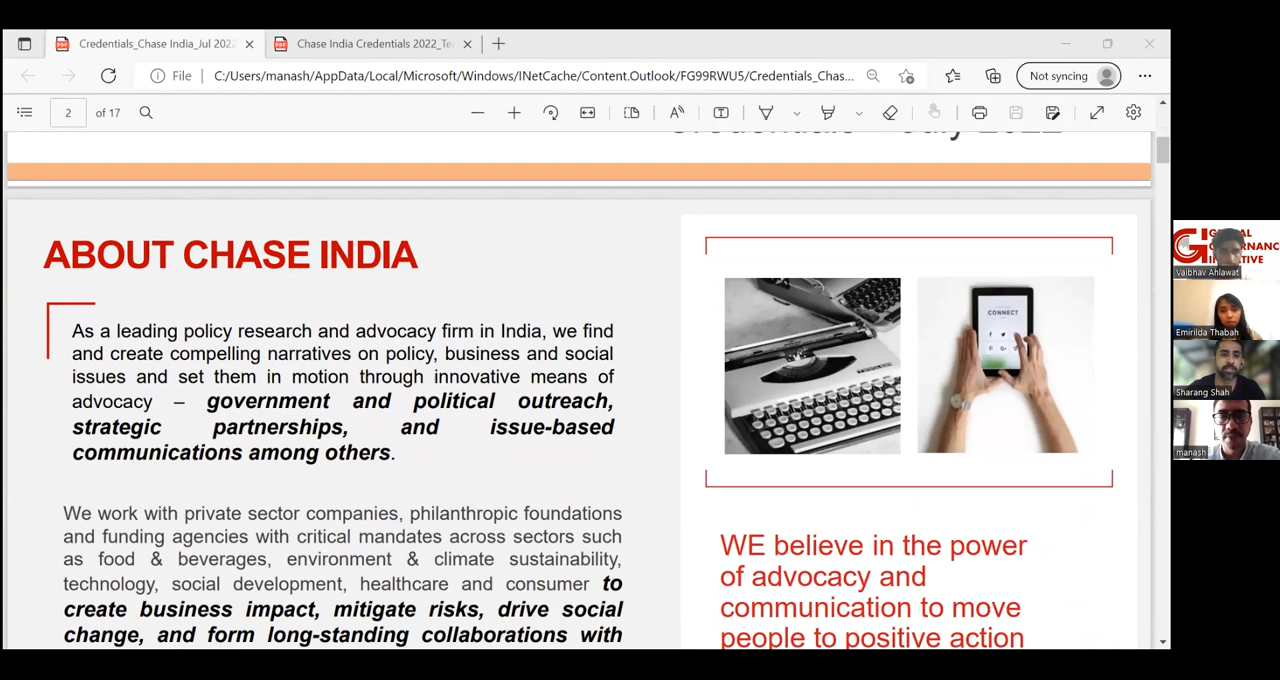 Credentials_Chase India_Jul 202
Chase India Credentials 2022_Te
File
C:/Users/manash/AppData/Local/Microsoft/Windows/INetCache/Content.Outlook/FG99RWU5/Credentials_Chas...
Not syncing
2
of 17
Credentials – July 2022
ABOUT CHASE INDIA
As a leading policy research and advocacy firm in India, we find
and create compelling narratives on policy, business and social
issues and set them in motion through innovative means of
advocacy – government and political outreach,
strategic partnerships, and issue-based
communications among others.
We work with private sector companies, philanthropic foundations
and funding agencies with critical mandates across sectors such
as food & beverages, environment & climate sustainability,
technology, social development, healthcare and consumer to
create business impact, mitigate risks, drive social
change, and form long-standing collaborations with
CONNECT
WE believe in the power
of advocacy and
communication to move
people to positive action
Vaibhav Ahlawat
Emirilda Thabah
Sharang Shah
manash